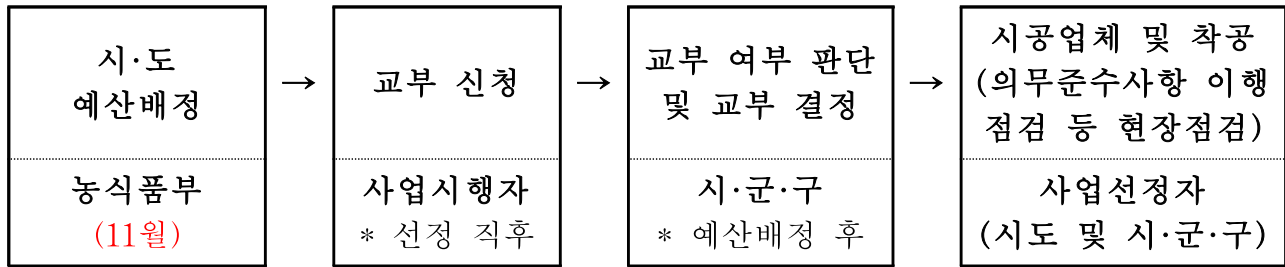 시·도
예산배정
농식품부
(11월)
→
교부 신청
사업시행자
* 선정 직후
→
교부 여부 판단
및 교부 결정
시·군·구
* 예산배정 후
→
시공업체 및 착공
(의무준수사항 이행
점검 등 현장점검)
사업선정자
(시도 및 시·군·구)